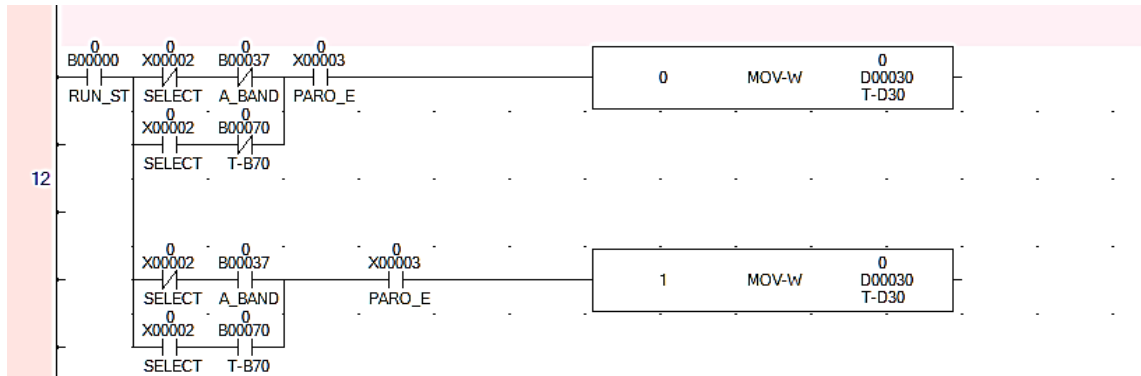 0 0 0 0
B00000 X00002 B00037 X00003 0
0 MOV-W D00030
RUN_ST SELECT A_BAND PARO_E T-D30
0 0
X00002 B00070
SELECT T-B70
12
0 0 0
X00002 B00037 X00003 0
1 MOV-W D00030
SELECT A_BAND PARO_E T-D30
0 0
X00002 B00070
SELECT T-B70